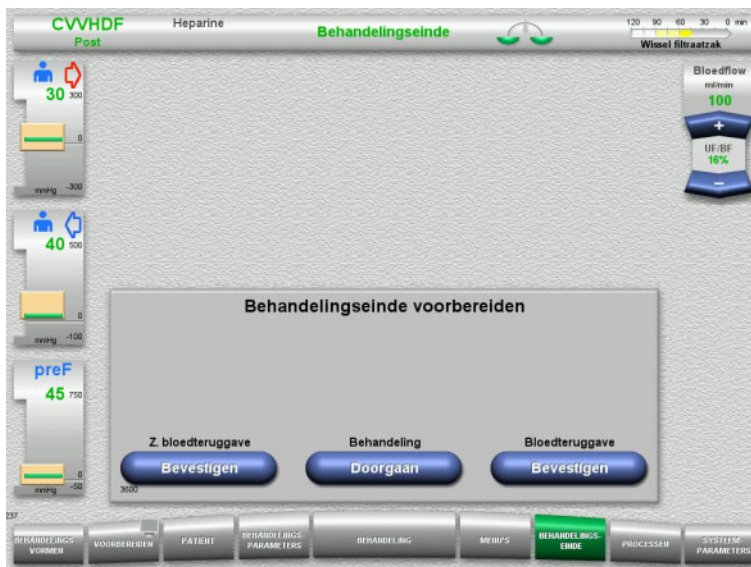 CVVHDF
Post
Heparine
Behandelingseinde
120 90 60 30 0 min
Wissel filtraatzak
30 300
0
mmHg -300
40 500
0
mmHg -100
preF
45 750
0
mmHg -50
Bloedflow
ml/min
100
+
UF/BF
16%
−
Behandelingseinde voorbereiden
Z. bloedteruggave
Bevestigen
Behandeling
Doorgaan
Bloedteruggave
Bevestigen
3600
237
BEHANDELINGS-
VORMEN
VOORBEREIDEN
PATIENT
BEHANDELINGS-
PARAMETERS
BEHANDELING
MENU'S
BEHANDELINGS-
EINDE
PROCESSEN
SYSTEEM
PARAMETERS